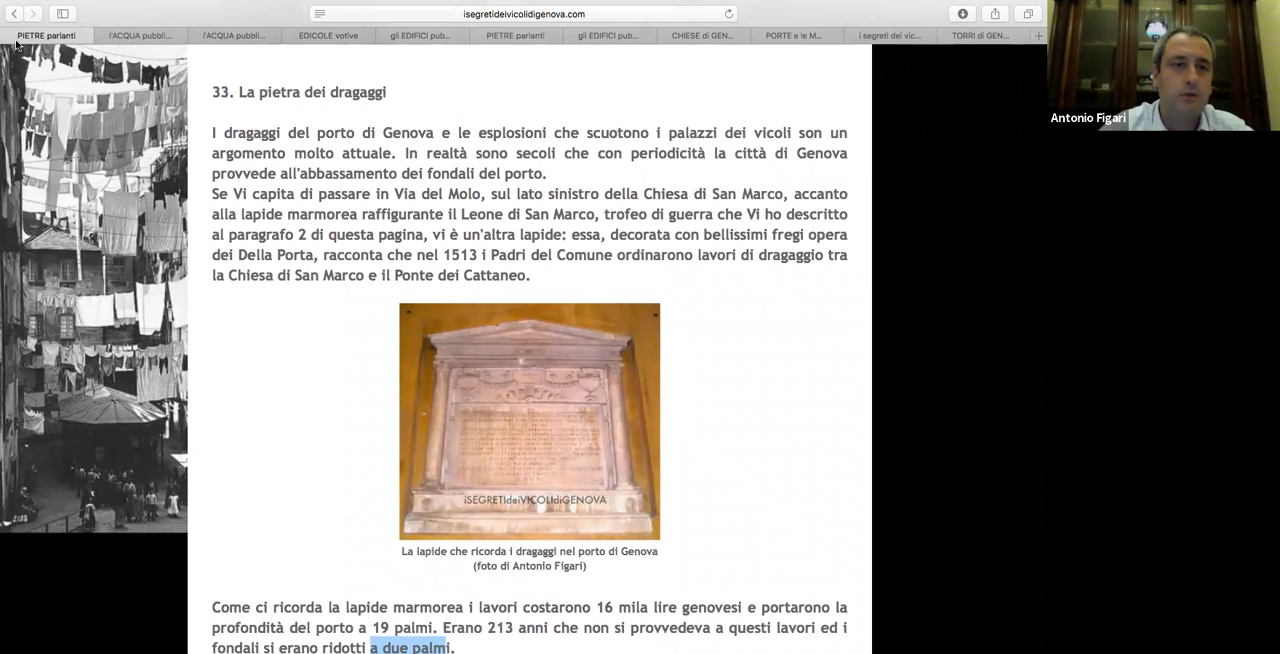 isegretideivicolidigenova.com
PIETRE parlanti
l'ACQUA pubbli...
l'ACQUA pubbli...
EDICOLE votive
gli EDIFICI pub...
PIETRE parlanti
gli EDIFICI pub...
CHIESE di GEN...
PORTE e le M...
i segreti dei vic...
TORRI di GEN...
Antonio Figari
33. La pietra dei dragaggi
I dragaggi del porto di Genova e le esplosioni che scuotono i palazzi dei vicoli son un
argomento molto attuale. In realtà sono secoli che con periodicità la città di Genova
provvede all'abbassamento dei fondali del porto.
Se Vi capita di passare in Via del Molo, sul lato sinistro della Chiesa di San Marco, accanto
alla lapide marmorea raffigurante il Leone di San Marco, trofeo di guerra che Vi ho descritto
al paragrafo 2 di questa pagina, vi è un'altra lapide: essa, decorata con bellissimi fregi opera
dei Della Porta, racconta che nel 1513 i Padri del Comune ordinarono lavori di dragaggio tra
la Chiesa di San Marco e il Ponte dei Cattaneo.
iSEGRETIdeiVICOLIdiGENOVA
La lapide che ricorda i dragaggi nel porto di Genova
(foto di Antonio Figari)
Come ci ricorda la lapide marmorea i lavori costarono 16 mila lire genovesi e portarono la
profondità del porto a 19 palmi. Erano 213 anni che non si provvedeva a questi lavori ed i
fondali si erano ridotti a due palmi.